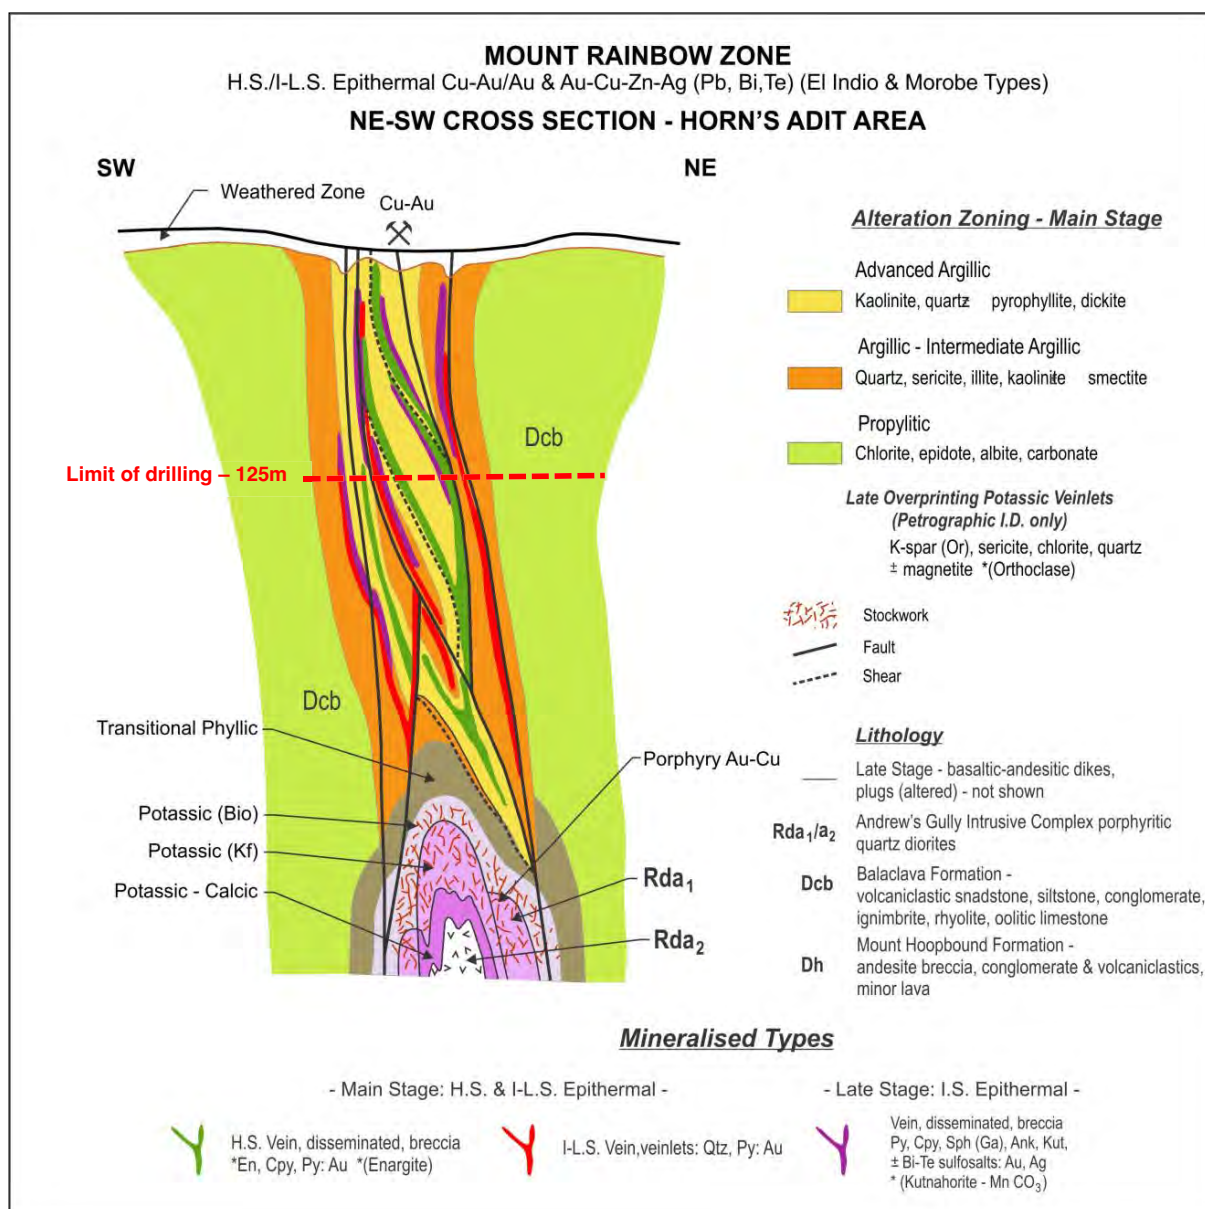 MOUNT RAINBOW ZONE
H.S./I-L.S. Epithermal Cu-Au/Au & Au-Cu-Zn-Ag (Pb, Bi,Te) (El Indio & Morobe Types)
NE-SW CROSS SECTION - HORN'S ADIT AREA
SW
NE
Weathered Zone
Cu-Au
Dcb
Limit of drilling – 125m
Dcb
Transitional Phyllic
Porphyry Au-Cu
Potassic (Bio)
Potassic (Kf)
Potassic - Calcic
Rda1
Rda2
Alteration Zoning - Main Stage
Advanced Argillic
Kaolinite, quartz± pyrophyllite, dickite
Argillic - Intermediate Argillic
Quartz, sericite, illite, kaolinite± smectite
Propylitic
Chlorite, epidote, albite, carbonate
Late Overprinting Potassic Veinlets
(Petrographic I.D. only)
K-spar (Or), sericite, chlorite, quartz
± magnetite *(Orthoclase)
Stockwork
Fault
Shear
Lithology
Late Stage - basaltic-andesitic dikes,
plugs (altered) - not shown
Rda1/a2
Andrew's Gully Intrusive Complex porphyritic
quartz diorites
Dcb
Balaclava Formation -
volcaniclastic snadstone, siltstone, conglomerate,
ignimbrite, rhyolite, oolitic limestone
Dh
Mount Hoopbound Formation -
andesite breccia, conglomerate & volcaniclastics,
minor lava
Mineralised Types
- Main Stage: H.S. & I-L.S. Epithermal -
- Late Stage: I.S. Epithermal -
H.S. Vein, disseminated, breccia
*En, Cpy, Py: Au *(Enargite)
I-L.S. Vein,veinlets: Qtz, Py: Au
Vein, disseminated, breccia
Py, Cpy, Sph (Ga), Ank, Kut,
± Bi-Te sulfosalts: Au, Ag
* (Kutnahorite - Mn CO3)